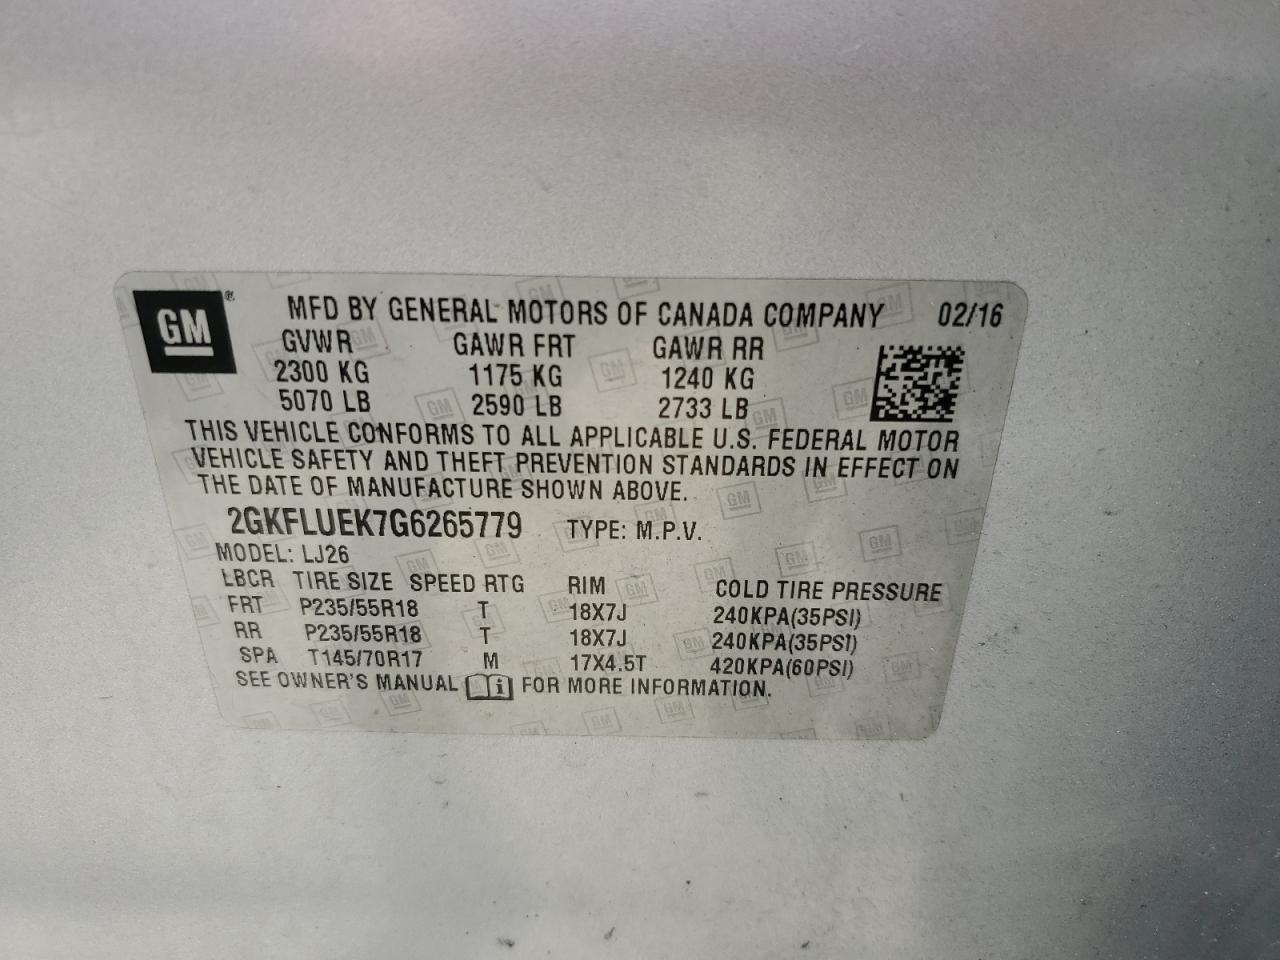 GM ® MFD BY GENERAL MOTORS OF CANADA COMPANY 02/16
GVWR GAWR FRT GAWR RR
2300 KG 1175 KG 1240 KG
5070 LB 2590 LB 2733 LB
THIS VEHICLE CONFORMS TO ALL APPLICABLE U.S. FEDERAL MOTOR
VEHICLE SAFETY AND THEFT PREVENTION STANDARDS IN EFFECT ON
THE DATE OF MANUFACTURE SHOWN ABOVE.
2GKFLUEK7G6265779 TYPE: M.P.V.
MODEL: LJ26
LBCR TIRE SIZE SPEED RTG RIM COLD TIRE PRESSURE
FRT P235/55R18 T 18X7J 240KPA(35PSI)
RR P235/55R18 T 18X7J 240KPA(35PSI)
SPA T145/70R17 M 17X4.5T 420KPA(60PSI)
SEE OWNER'S MANUAL FOR MORE INFORMATION.